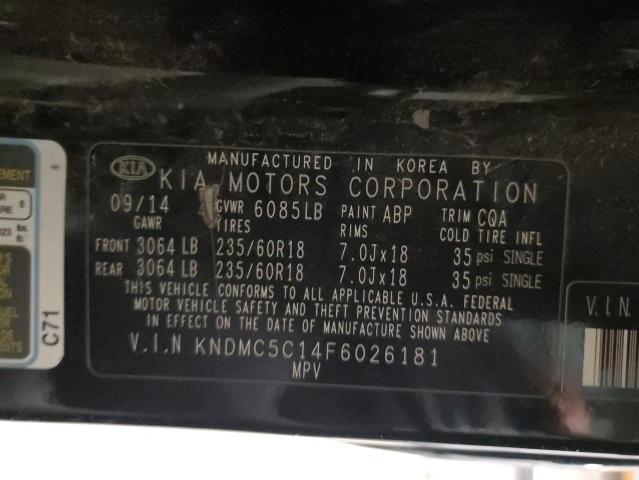 MANUFACTURED IN KOREA BY
KIA KIA MOTORS CORPORATION
09/14 GVWR 6085LB PAINT ABP TRIM CQA
GAWR TIRES RIMS COLD TIRE INFL
FRONT 3064 LB 235/60R18 7.0Jx18 35 psi SINGLE
REAR 3064 LB 235/60R18 7.0Jx18 35 psi SINGLE
THIS VEHICLE CONFORMS TO ALL APPLICABLE U.S.A. FEDERAL
MOTOR VEHICLE SAFETY AND THEFT PREVENTION STANDARDS
IN EFFECT ON THE DATE OF MANUFACTURE SHOWN ABOVE
V.I.N KNDMC5C14F6026181
MPV
C71
V.I.N